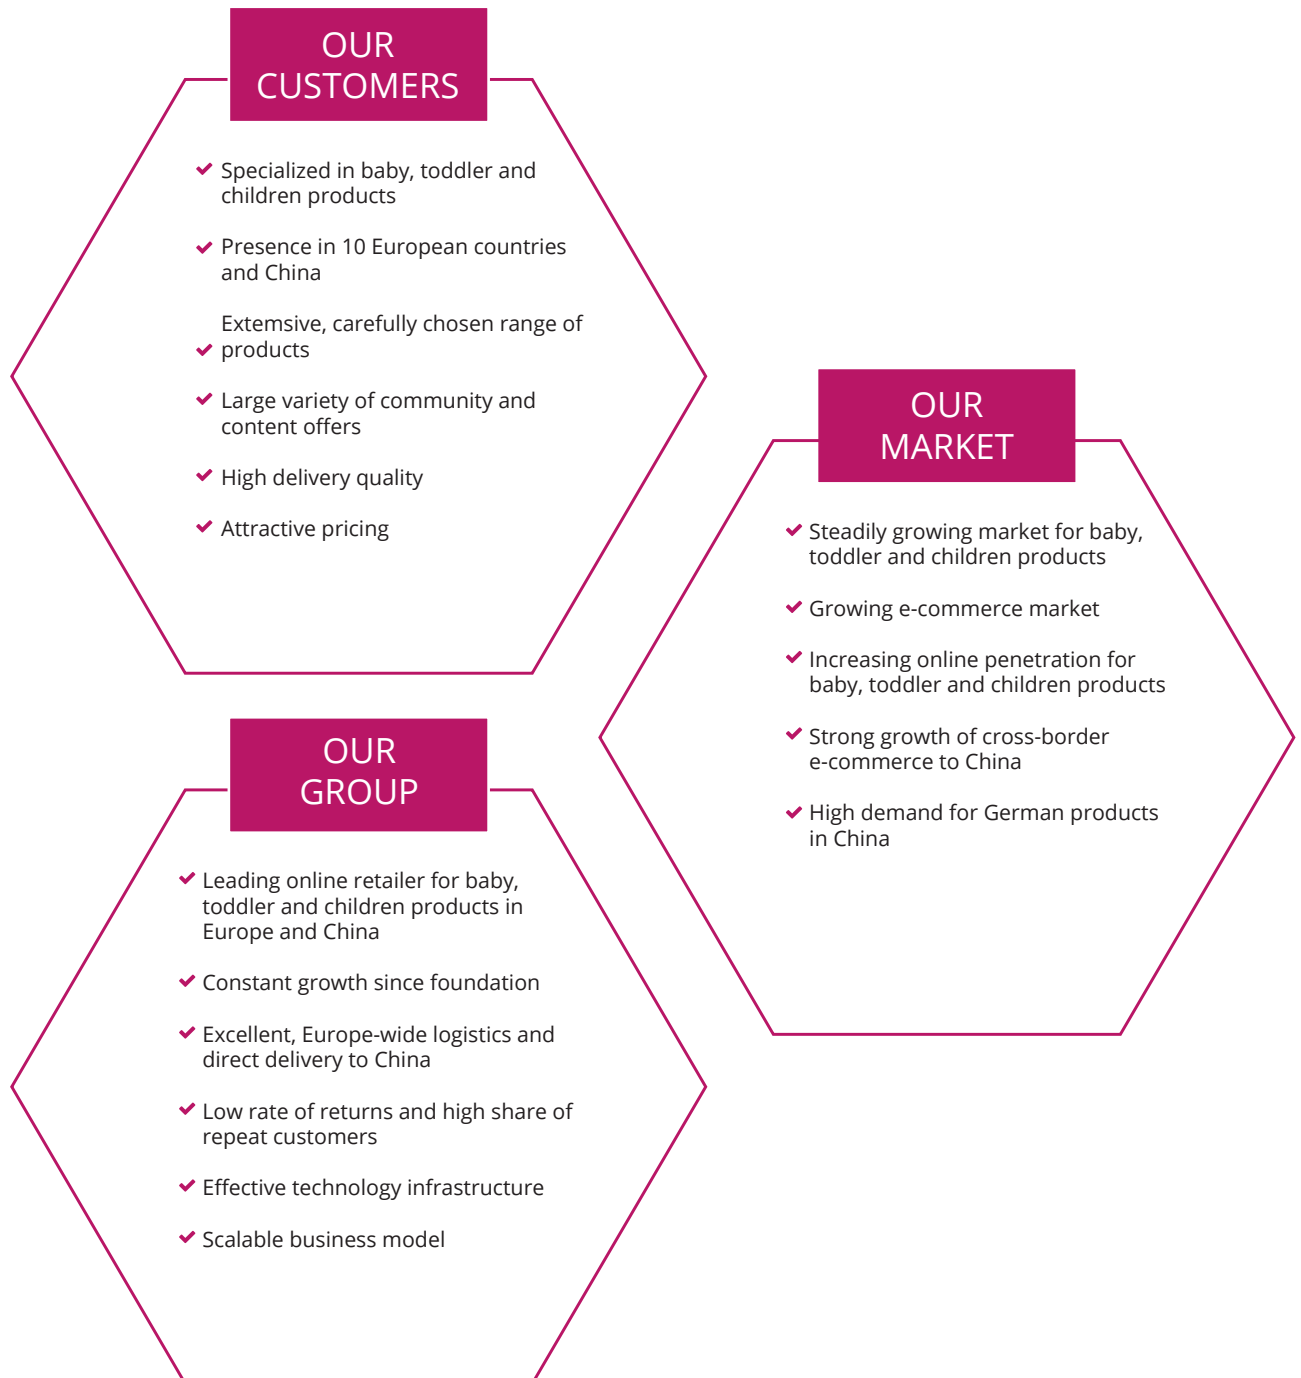 OUR
CUSTOMERS
Specialized in baby, toddler and
children products
Presence in 10 European countries
and China
Extemsive, carefully chosen range of
products
Large variety of community and
content offers
High delivery quality
Attractive pricing
OUR
MARKET
Steadily growing market for baby,
toddler and children products
Growing e-commerce market
Increasing online penetration for
baby, toddler and children products
Strong growth of cross-border
e-commerce to China
High demand for German products
in China
OUR
GROUP
Leading online retailer for baby,
toddler and children products in
Europe and China
Constant growth since foundation
Excellent, Europe-wide logistics and
direct delivery to China
Low rate of returns and high share of
repeat customers
Effective technology infrastructure
Scalable business model